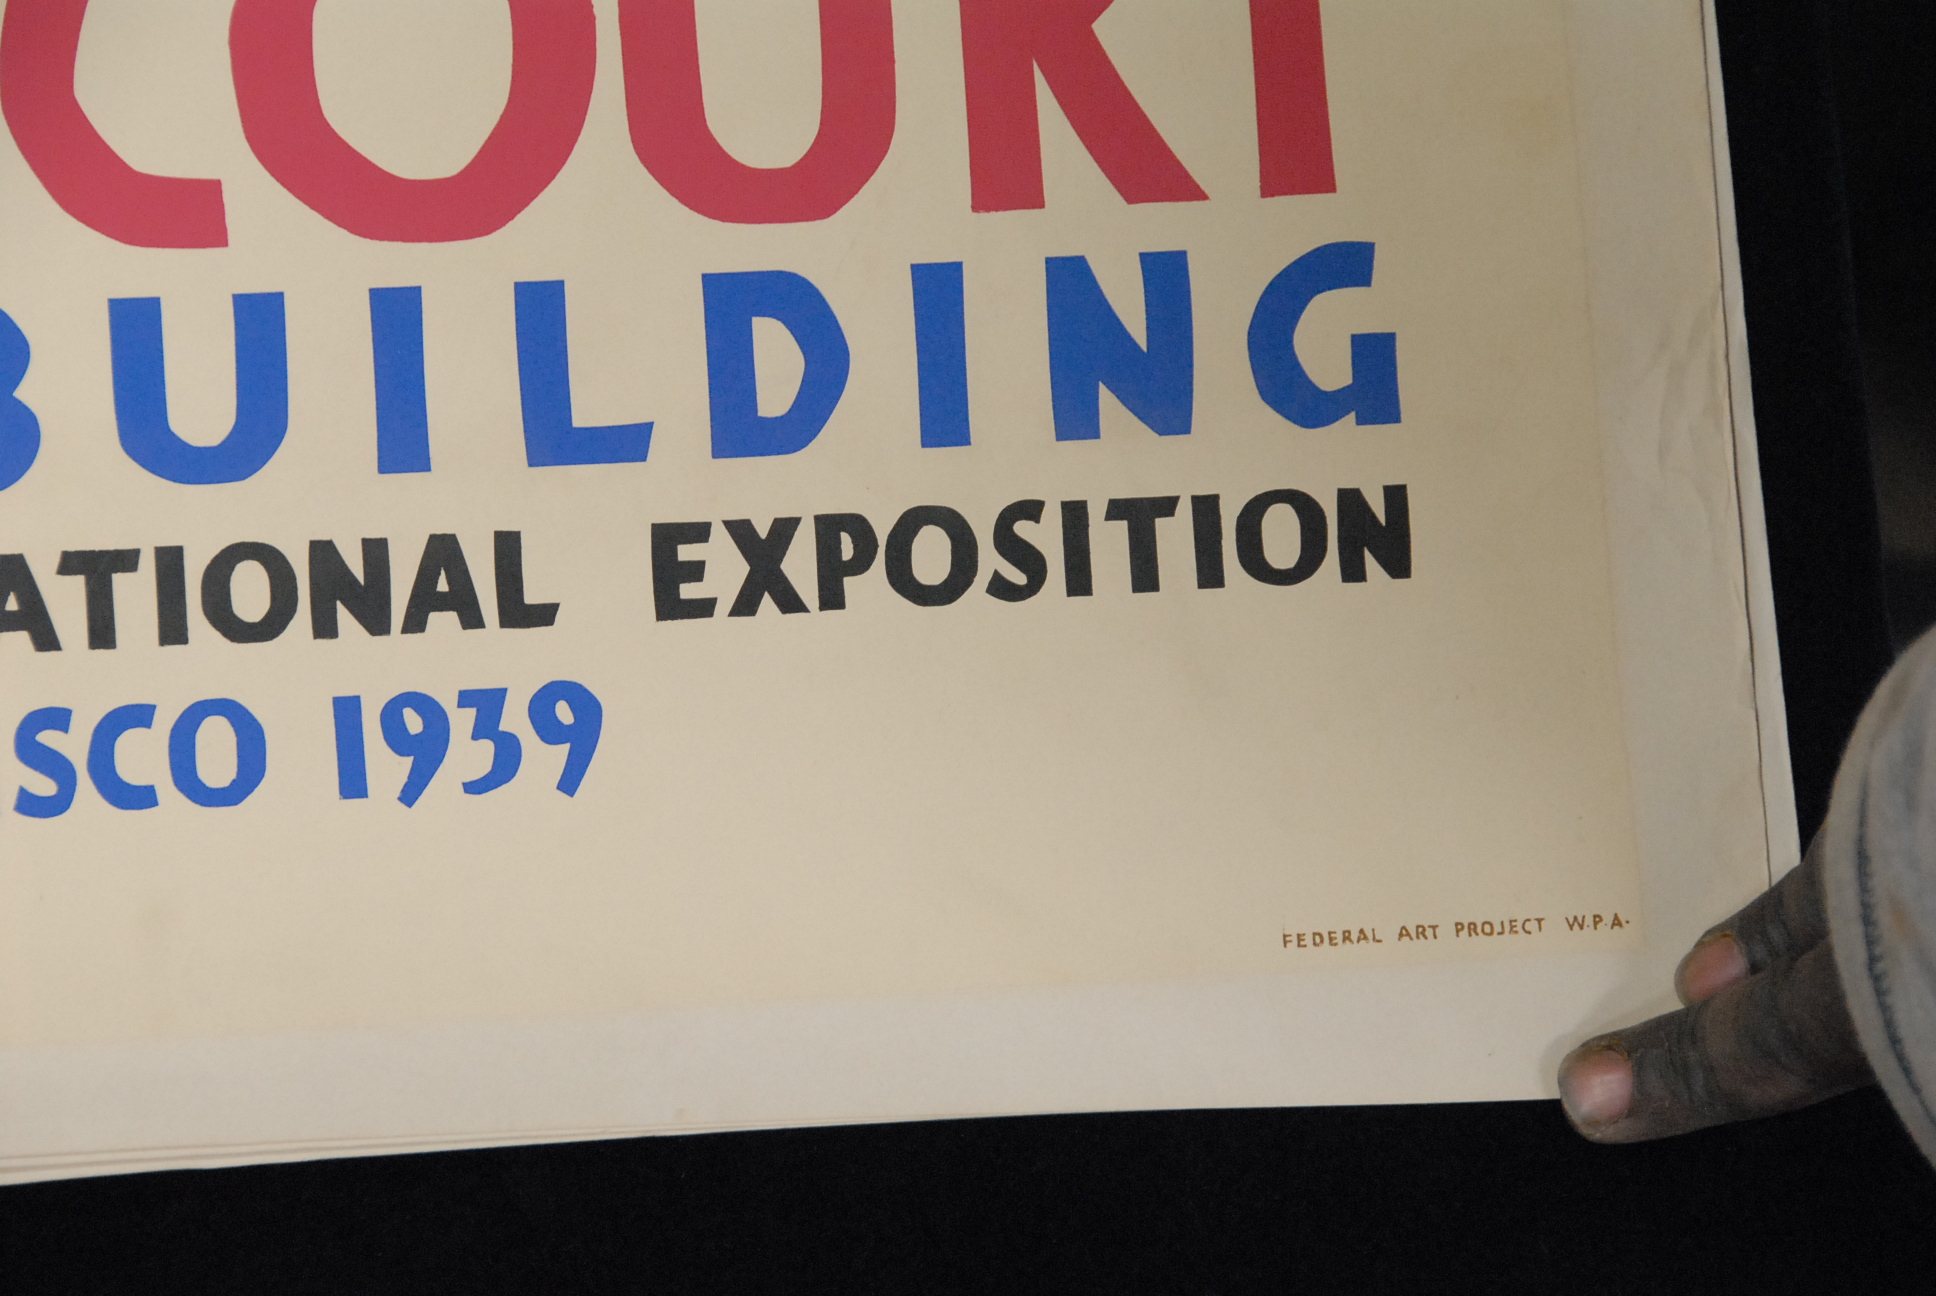 COURT
BUILDING
ATIONAL EXPOSITION
SCO 1939
FEDERAL ART PROJECT W.P.A.